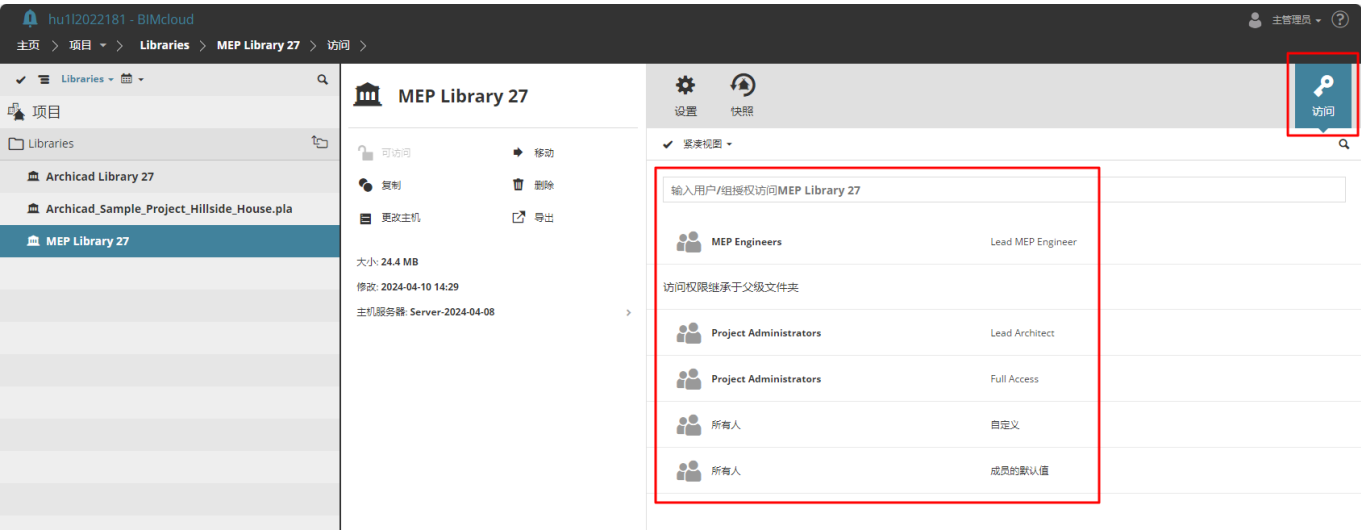 hu1l2022181 - BIMcloud
主管理员
主页 > 项目 > Libraries > MEP Library 27 > 访问 >
Libraries
项目
Libraries
Archicad Library 27
Archicad_Sample_Project_Hillside_House.pla
MEP Library 27
MEP Library 27
可访问
移动
复制
删除
更改主机
导出
大小: 24.4 MB
修改: 2024-04-10 14:29
主机服务器: Server-2024-04-08
设置
快照
访问
紧凑视图
输入用户/组授权访问MEP Library 27
MEP Engineers Lead MEP Engineer
访问权限继承于父级文件夹
Project Administrators Lead Architect
Project Administrators Full Access
所有人 自定义
所有人 成员的默认值